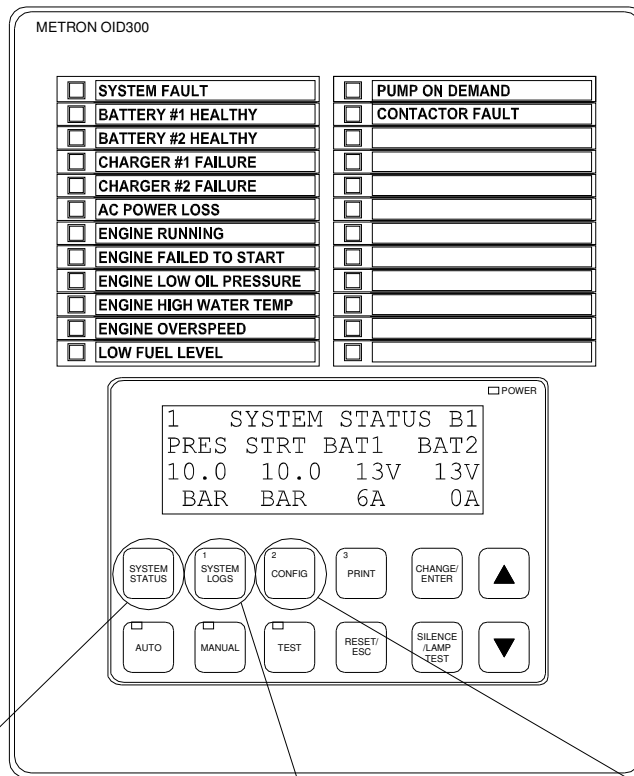 METRON OID300
SYSTEM FAULT
BATTERY #1 HEALTHY
BATTERY #2 HEALTHY
CHARGER #1 FAILURE
CHARGER #2 FAILURE
AC POWER LOSS
ENGINE RUNNING
ENGINE FAILED TO START
ENGINE LOW OIL PRESSURE
ENGINE HIGH WATER TEMP
ENGINE OVERSPEED
LOW FUEL LEVEL
PUMP ON DEMAND
CONTACTOR FAULT
POWER
1 SYSTEM STATUS B1
PRES STRT BAT1 BAT2
10.0 10.0 13V 13V
BAR BAR 6A 0A
SYSTEM
STATUS
1
SYSTEM
LOGS
2
CONFIG
3
PRINT
CHANGE/
ENTER
AUTO
MANUAL
TEST
RESET/
ESC
SILENCE
/LAMP
TEST